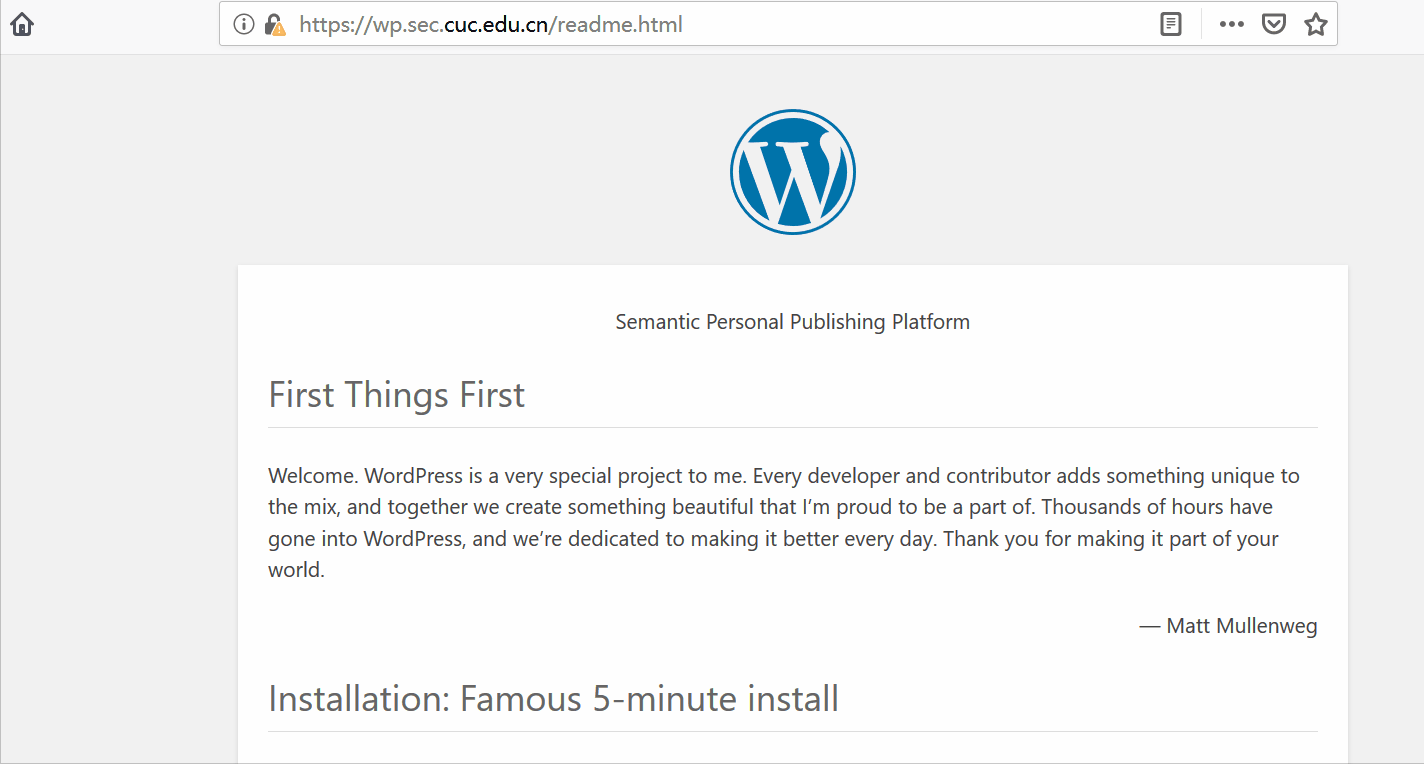 https://wp.sec.cuc.edu.cn/readme.html
Semantic Personal Publishing Platform
First Things First
Welcome. WordPress is a very special project to me. Every developer and contributor adds something unique to
the mix, and together we create something beautiful that I’m proud to be a part of. Thousands of hours have
gone into WordPress, and we’re dedicated to making it better every day. Thank you for making it part of your
world.
— Matt Mullenweg
Installation: Famous 5-minute install